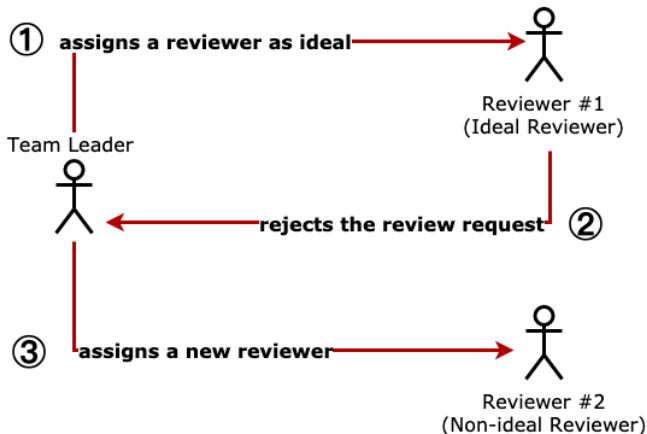 ① assigns a reviewer as ideal
Reviewer #1
(Ideal Reviewer)
Team Leader
rejects the review request ②
③ assigns a new reviewer
Reviewer #2
(Non-ideal Reviewer)